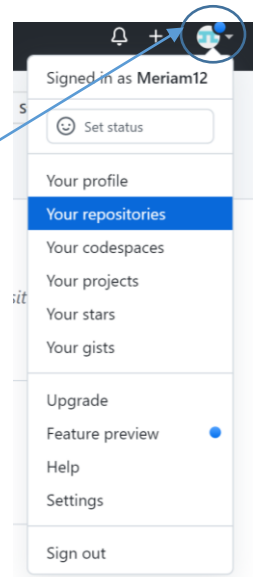 Signed in as Meriam12
s
Set status
Your profile
Your repositories
Your codespaces
Your projects
sit
Your stars
Your gists
Upgrade
Feature preview
Help
Settings
Sign out